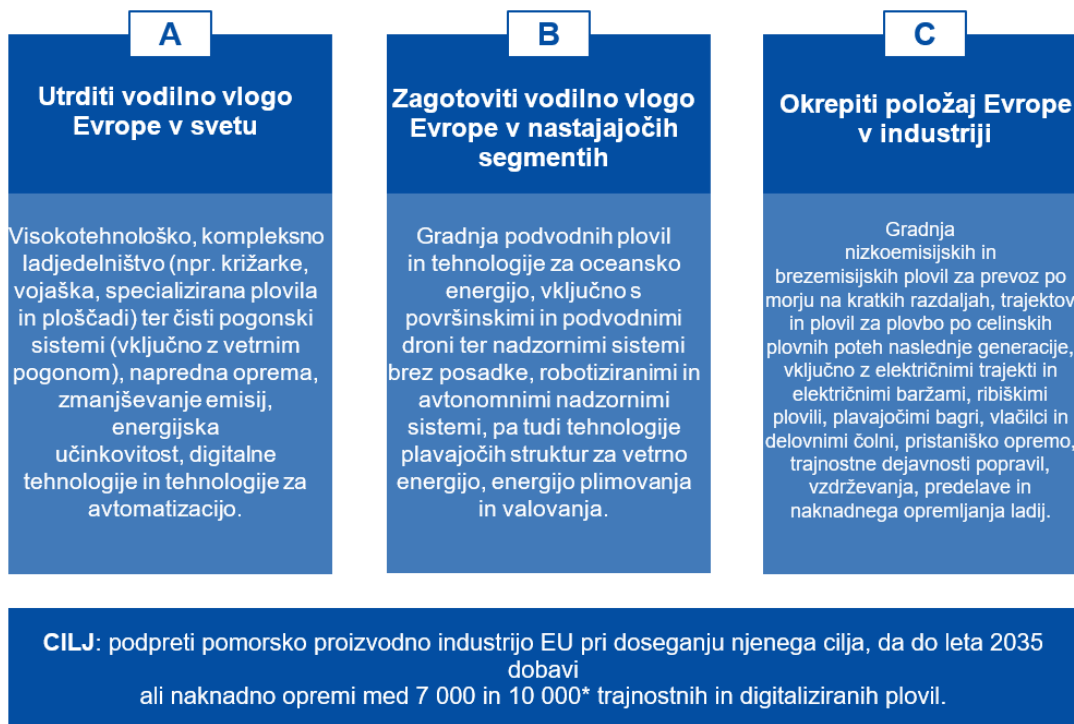 A
Utrditi vodilno vlogo
Evrope v svetu
Visokotehnološko, kompleksno
ladjedelništvo (npr. križarke,
vojaška, specializirana plovila
in ploščadi) ter čisti pogonski
sistemi (vključno z vetrnim
pogonom), napredna oprema,
zmanjševanje emisij,
energijska
učinkovitost, digitalne
tehnologije in tehnologije za
avtomatizacijo.
B
Zagotoviti vodilno vlogo
Evrope v nastajajočih
segmentih
Gradnja podvodnih plovil
in tehnologije za oceansko
energijo, vključno s
površinskimi in podvodnimi
droni ter nadzornimi sistemi
brez posadke, robotiziranimi in
avtonomnimi nadzornimi
sistemi, pa tudi tehnologije
plavajočih struktur za vetrno
energijo, energijo plimovanja
in valovanja.
C
Okrepiti položaj Evrope
v industriji
Gradnja
nizkoemisijskih in
brezemisijskih plovil za prevoz po
morju na kratkih razdaljah, trajektov
in plovil za plovbo po celinskih
plovnih poteh naslednje generacije,
vključno z električnimi trajekti in
električnimi baržami, ribiškimi
plovili, plavajočimi bagri, vlačilci in
delovnimi čolni, pristaniško opremo,
trajnostne dejavnosti popravil,
vzdrževanja, predelave in
naknadnega opremljanja ladij.
CILJ: podpreti pomorsko proizvodno industrijo EU pri doseganju njenega cilja, da do leta 2035
dobavi
ali naknadno opremi med 7 000 in 10 000* trajnostnih in digitaliziranih plovil.